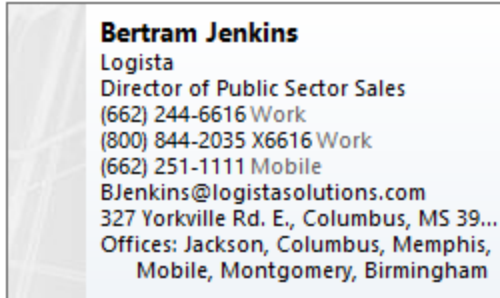 Bertram Jenkins
Logista
Director of Public Sector Sales
(662) 244-6616 Work
(800) 844-2035 X6616 Work
(662) 251-1111 Mobile
BJenkins@logistasolutions.com
327 Yorkville Rd. E., Columbus, MS 39...
Offices: Jackson, Columbus, Memphis,
Mobile, Montgomery, Birmingham